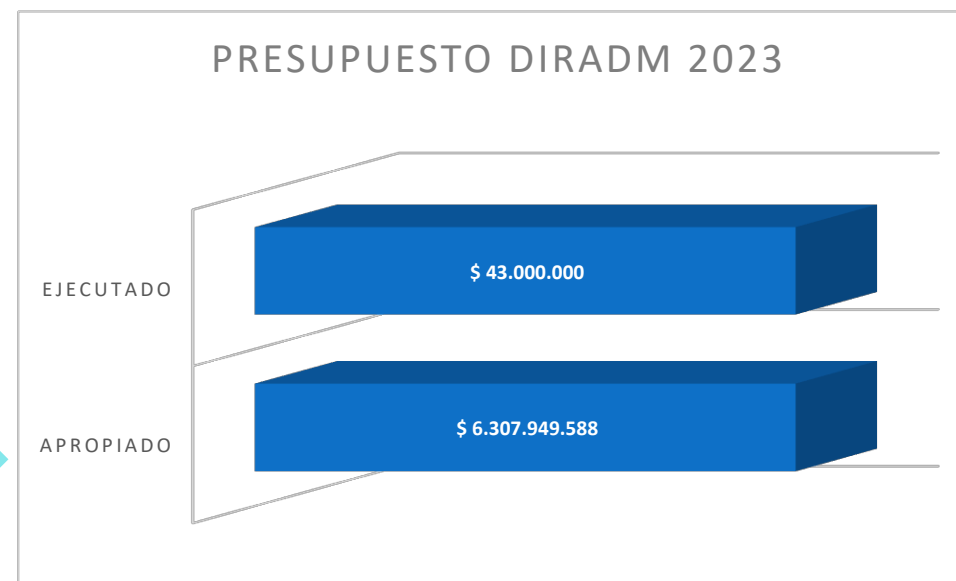 PRESUPUESTO DIRADM 2023
EJECUTADO
$ 43.000.000
APROPIADO
$ 6.307.949.588